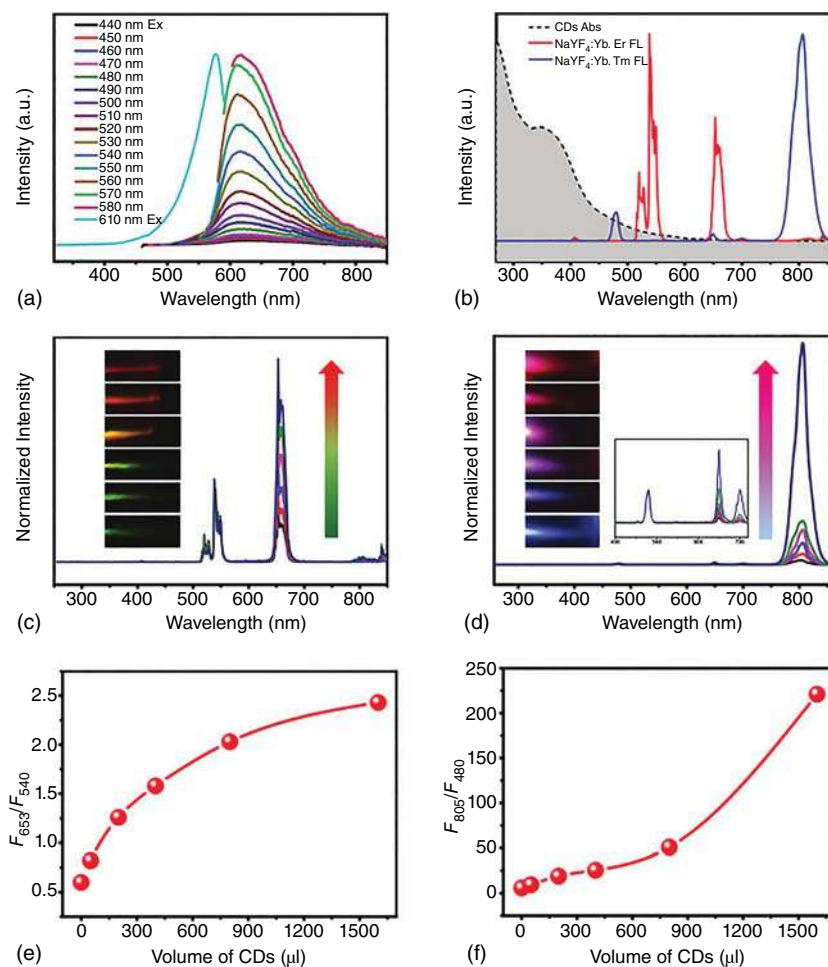 440 nm Ex
450 nm
460 nm
470 nm
480 nm
490 nm
500 nm
510 nm
520 nm
530 nm
540 nm
550 nm
560 nm
570 nm
580 nm
610 nm Ex
Intensity (a.u.)
400 500 600 700 800
Wavelength (nm)
(a)
CDs Abs
NaYF4:Yb. Er FL
NaYF4:Yb. Tm FL
Intensity (a.u.)
300 400 500 600 700 800
Wavelength (nm)
(b)
Normalized Intensity
300 400 500 600 700 800
Wavelength (nm)
(c)
Normalized Intensity
400 500 600 700
300 400 500 600 700 800
Wavelength (nm)
(d)
2.5
2.0
1.5
1.0
0.5
F653/F540
0 300 600 900 1200 1500
Volume of CDs (μl)
(e)
250
200
150
100
50
0
F805/F480
0 300 600 900 1200 1500
Volume of CDs (μl)
(f)